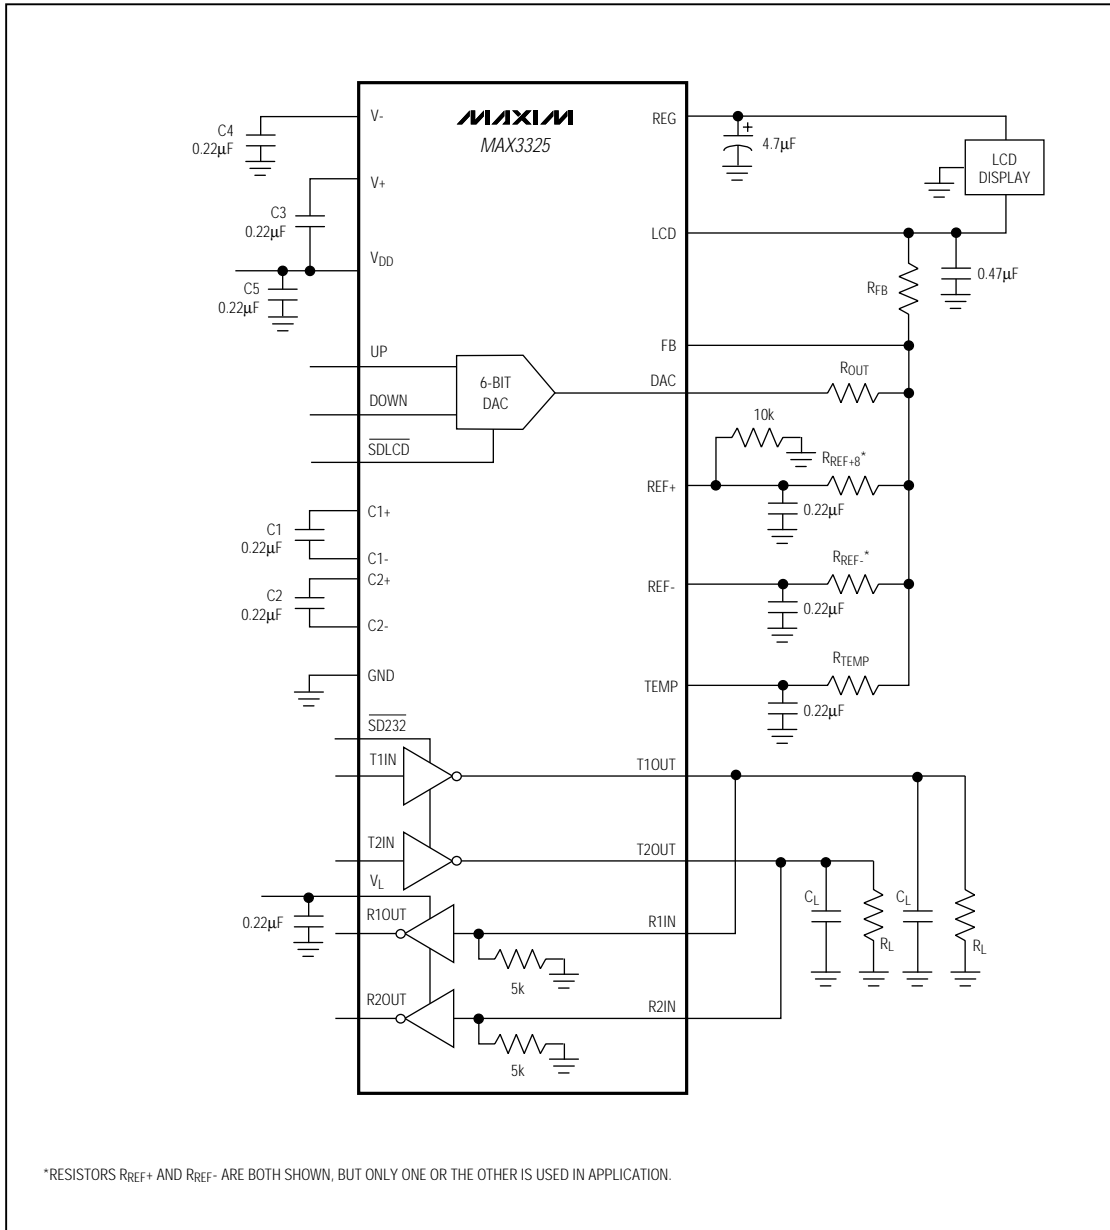 MAXIM
MAX3325
V-
C4
0.22μF
V+
C3
0.22μF
VDD
C5
0.22μF
UP
DOWN
SDLCD
6-BIT
DAC
C1+
C1
0.22μF
C1-
C2+
C2
0.22μF
C2-
GND
SD232
T1IN
T2IN
VL
0.22μF
R1OUT
R2OUT
REG
+
4.7μF
LCD
DISPLAY
LCD
0.47μF
RFB
FB
DAC
ROUT
10k
REF+
RREF+8*
0.22μF
REF-
RREF-*
0.22μF
TEMP
RTEMP
0.22μF
T1OUT
T2OUT
R1IN
5k
R2IN
5k
CL
RL
CL
RL
*RESISTORS RREF+ AND RREF- ARE BOTH SHOWN, BUT ONLY ONE OR THE OTHER IS USED IN APPLICATION.